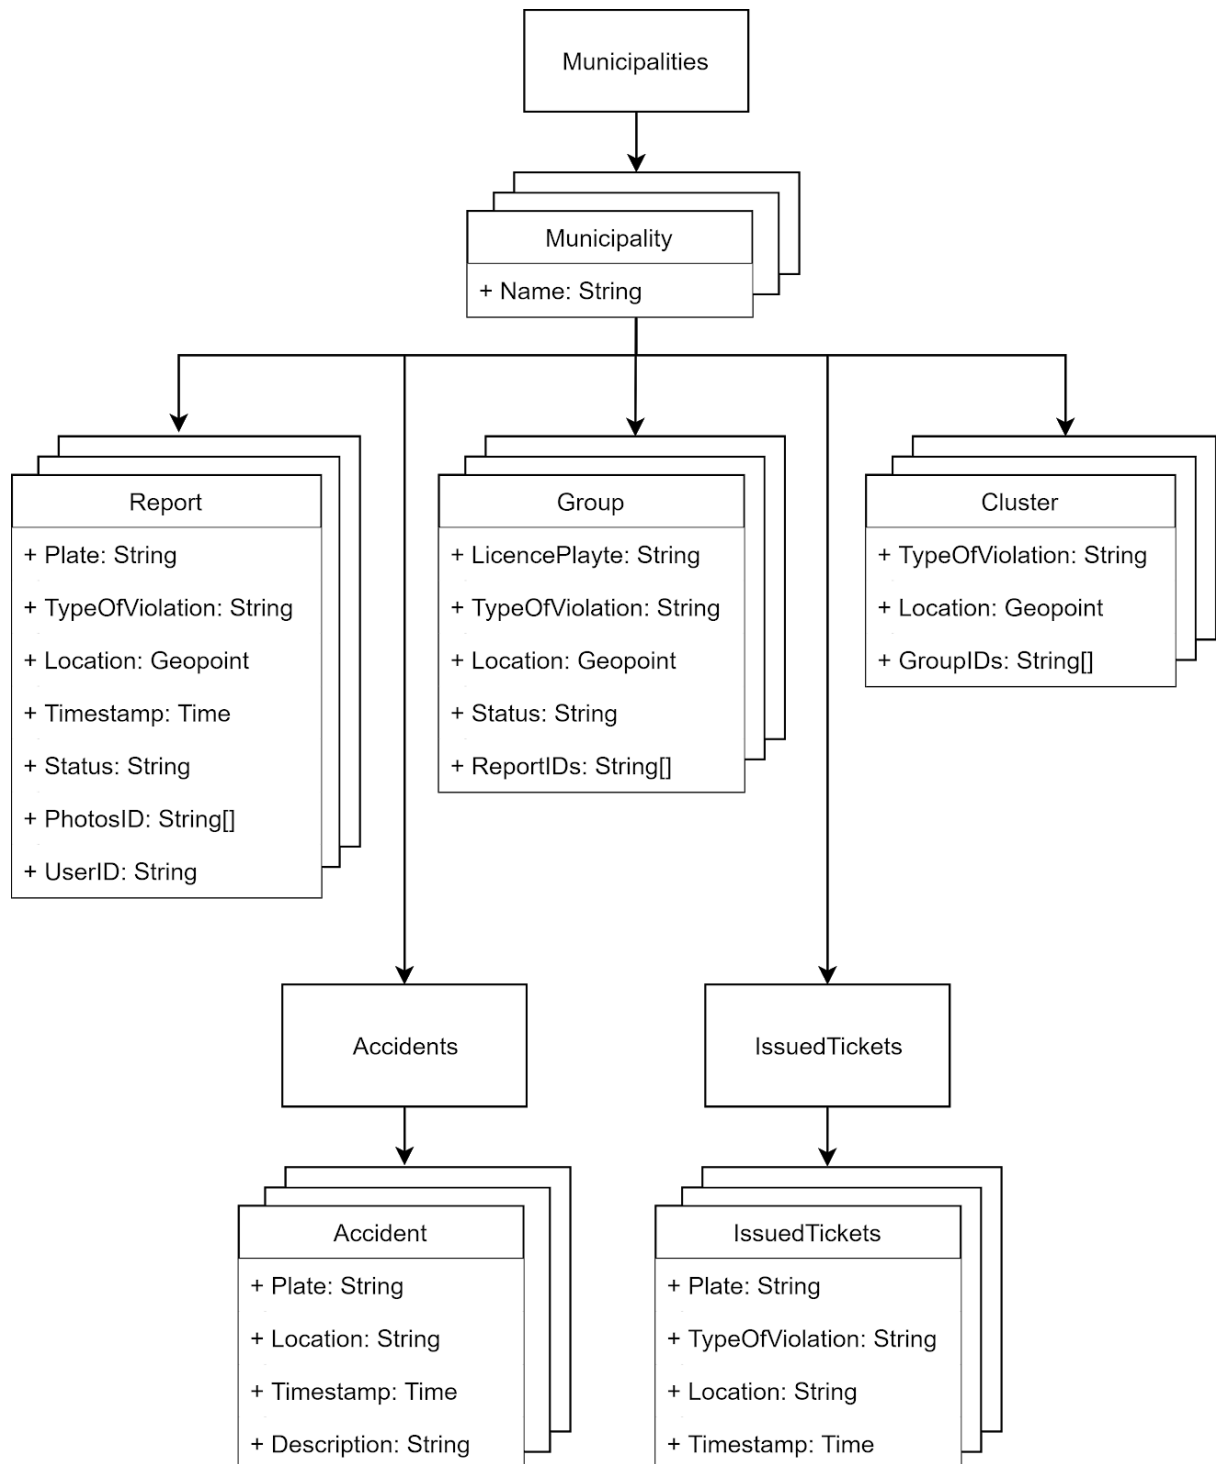 Municipalities
Municipality
+ Name: String
Report
+ Plate: String
+ TypeOfViolation: String
+ Location: Geopoint
+ Timestamp: Time
+ Status: String
+ PhotosID: String[]
+ UserID: String
Group
+ LicencePlayte: String
+ TypeOfViolation: String
+ Location: Geopoint
+ Status: String
+ ReportIDs: String[]
Cluster
+ TypeOfViolation: String
+ Location: Geopoint
+ GroupIDs: String[]
Accidents
IssuedTickets
Accident
+ Plate: String
+ Location: String
+ Timestamp: Time
+ Description: String
IssuedTickets
+ Plate: String
+ TypeOfViolation: String
+ Location: String
+ Timestamp: Time